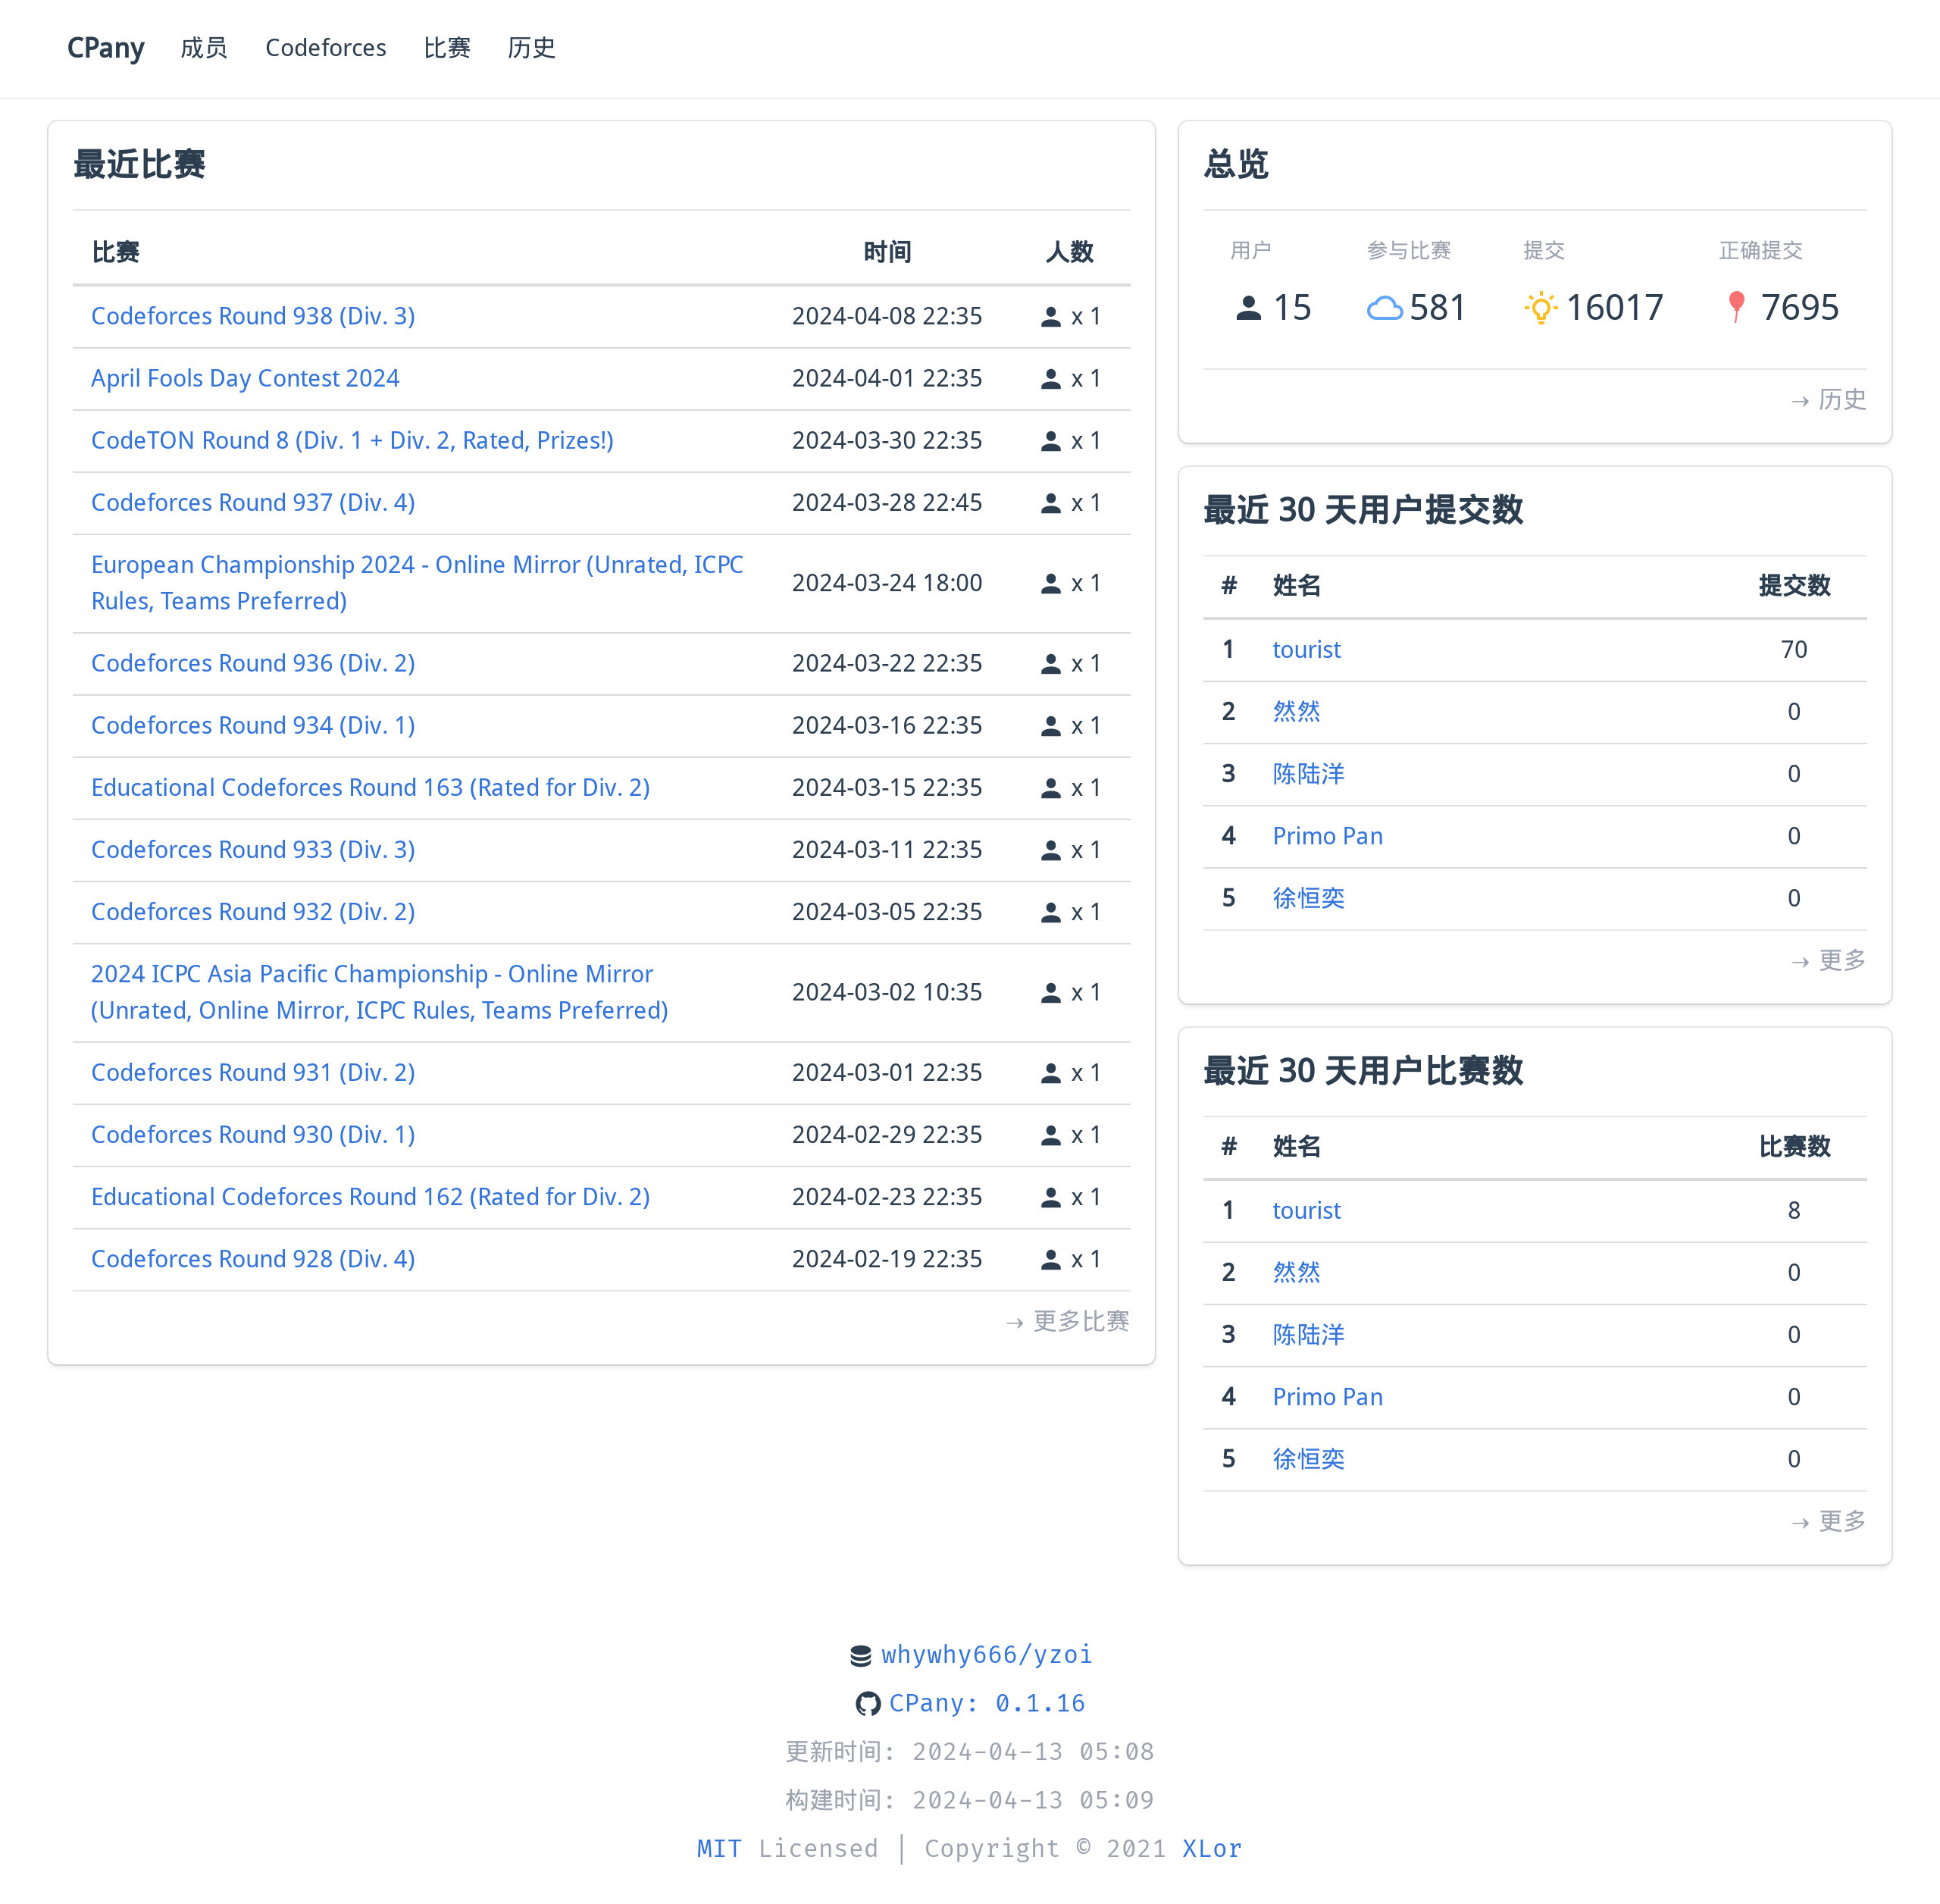 CPany 成员 Codeforces 比赛 历史
最近比赛
比赛 时间 人数
Codeforces Round 938 (Div. 3) 2024-04-08 22:35 x 1
April Fools Day Contest 2024 2024-04-01 22:35 x 1
CodeTON Round 8 (Div. 1 + Div. 2, Rated, Prizes!) 2024-03-30 22:35 x 1
Codeforces Round 937 (Div. 4) 2024-03-28 22:45 x 1
European Championship 2024 - Online Mirror (Unrated, ICPC
Rules, Teams Preferred) 2024-03-24 18:00 x 1
Codeforces Round 936 (Div. 2) 2024-03-22 22:35 x 1
Codeforces Round 934 (Div. 1) 2024-03-16 22:35 x 1
Educational Codeforces Round 163 (Rated for Div. 2) 2024-03-15 22:35 x 1
Codeforces Round 933 (Div. 3) 2024-03-11 22:35 x 1
Codeforces Round 932 (Div. 2) 2024-03-05 22:35 x 1
2024 ICPC Asia Pacific Championship - Online Mirror
(Unrated, Online Mirror, ICPC Rules, Teams Preferred) 2024-03-02 10:35 x 1
Codeforces Round 931 (Div. 2) 2024-03-01 22:35 x 1
Codeforces Round 930 (Div. 1) 2024-02-29 22:35 x 1
Educational Codeforces Round 162 (Rated for Div. 2) 2024-02-23 22:35 x 1
Codeforces Round 928 (Div. 4) 2024-02-19 22:35 x 1
→ 更多比赛
总览
用户 参与比赛 提交 正确提交
15 581 16017 7695
→ 历史
最近 30 天用户提交数
# 姓名 提交数
1 tourist 70
2 然然 0
3 陈陆洋 0
4 Primo Pan 0
5 徐恒奕 0
→ 更多
最近 30 天用户比赛数
# 姓名 比赛数
1 tourist 8
2 然然 0
3 陈陆洋 0
4 Primo Pan 0
5 徐恒奕 0
→ 更多
whywhy666/yzoi
CPany: 0.1.16
更新时间: 2024-04-13 05:08
构建时间: 2024-04-13 05:09
MIT Licensed | Copyright © 2021 XLor